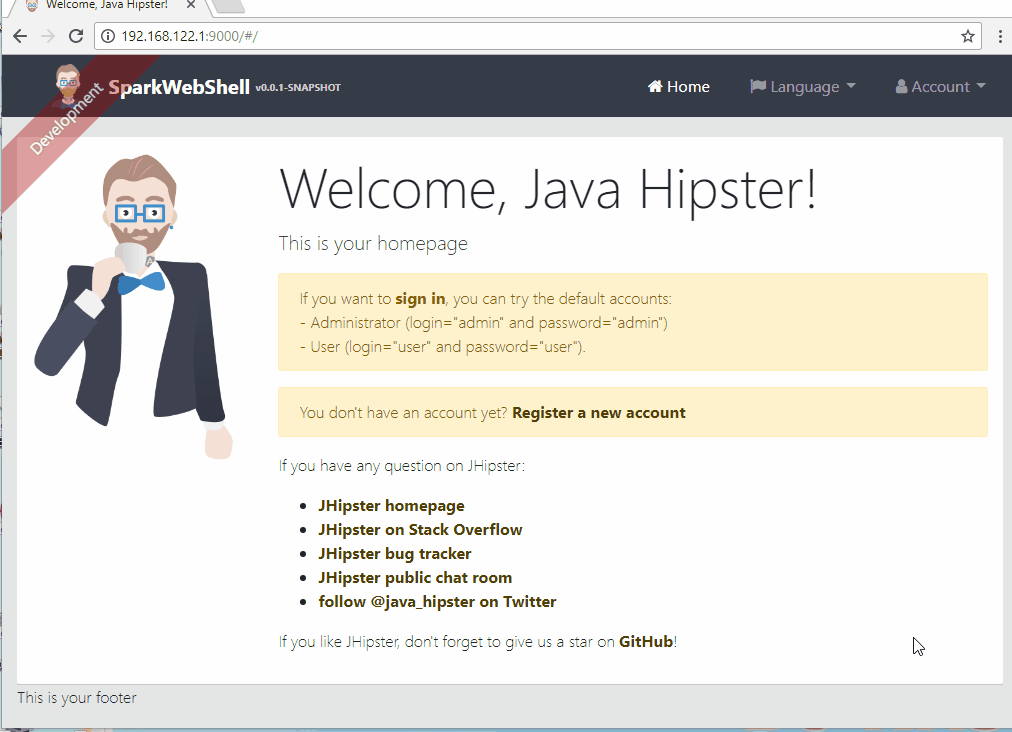 Welcome, Java Hipster!
192.168.122.1:9000/#/
Development
SparkWebShell v0.0.1-SNAPSHOT
Home
Language
Account
Welcome, Java Hipster!
This is your homepage
If you want to sign in, you can try the default accounts:
- Administrator (login="admin" and password="admin")
- User (login="user" and password="user").
You don't have an account yet? Register a new account
If you have any question on JHipster:
• JHipster homepage
• JHipster on Stack Overflow
• JHipster bug tracker
• JHipster public chat room
• follow @java_hipster on Twitter
If you like JHipster, don't forget to give us a star on GitHub!
This is your footer